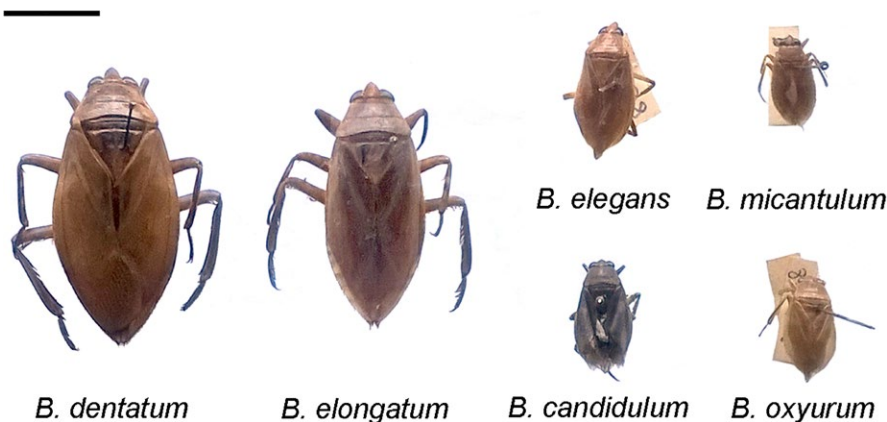 B. elegans B. micantulum
B. dentatum B. elongatum B. candidulum B. oxyurum